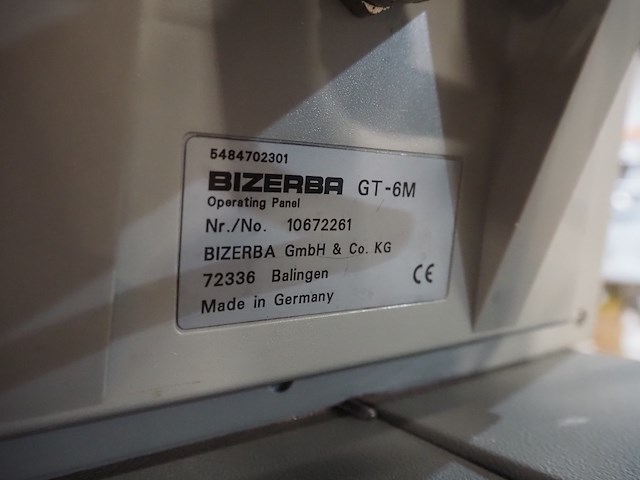 5484702301
BIZERBA GT-6M
Operating Panel
Nr./No. 10672261
BIZERBA GmbH & Co. KG
72336 Balingen CE
Made in Germany